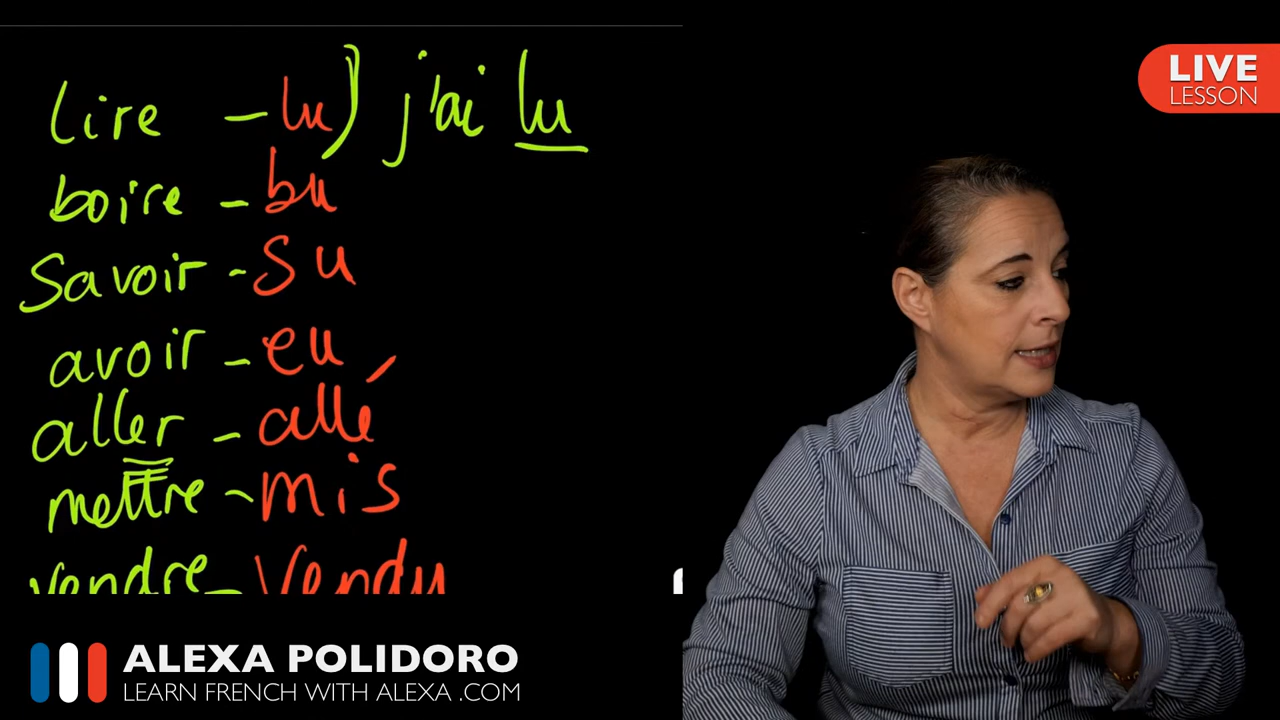 lire - lu) j'ai lu
boire - bu
Savoir - su
avoir - eu
aller - allé
mettre - mis
vendre - Vendu
LIVE
LESSON
ALEXA POLIDORO
LEARN FRENCH WITH ALEXA .COM